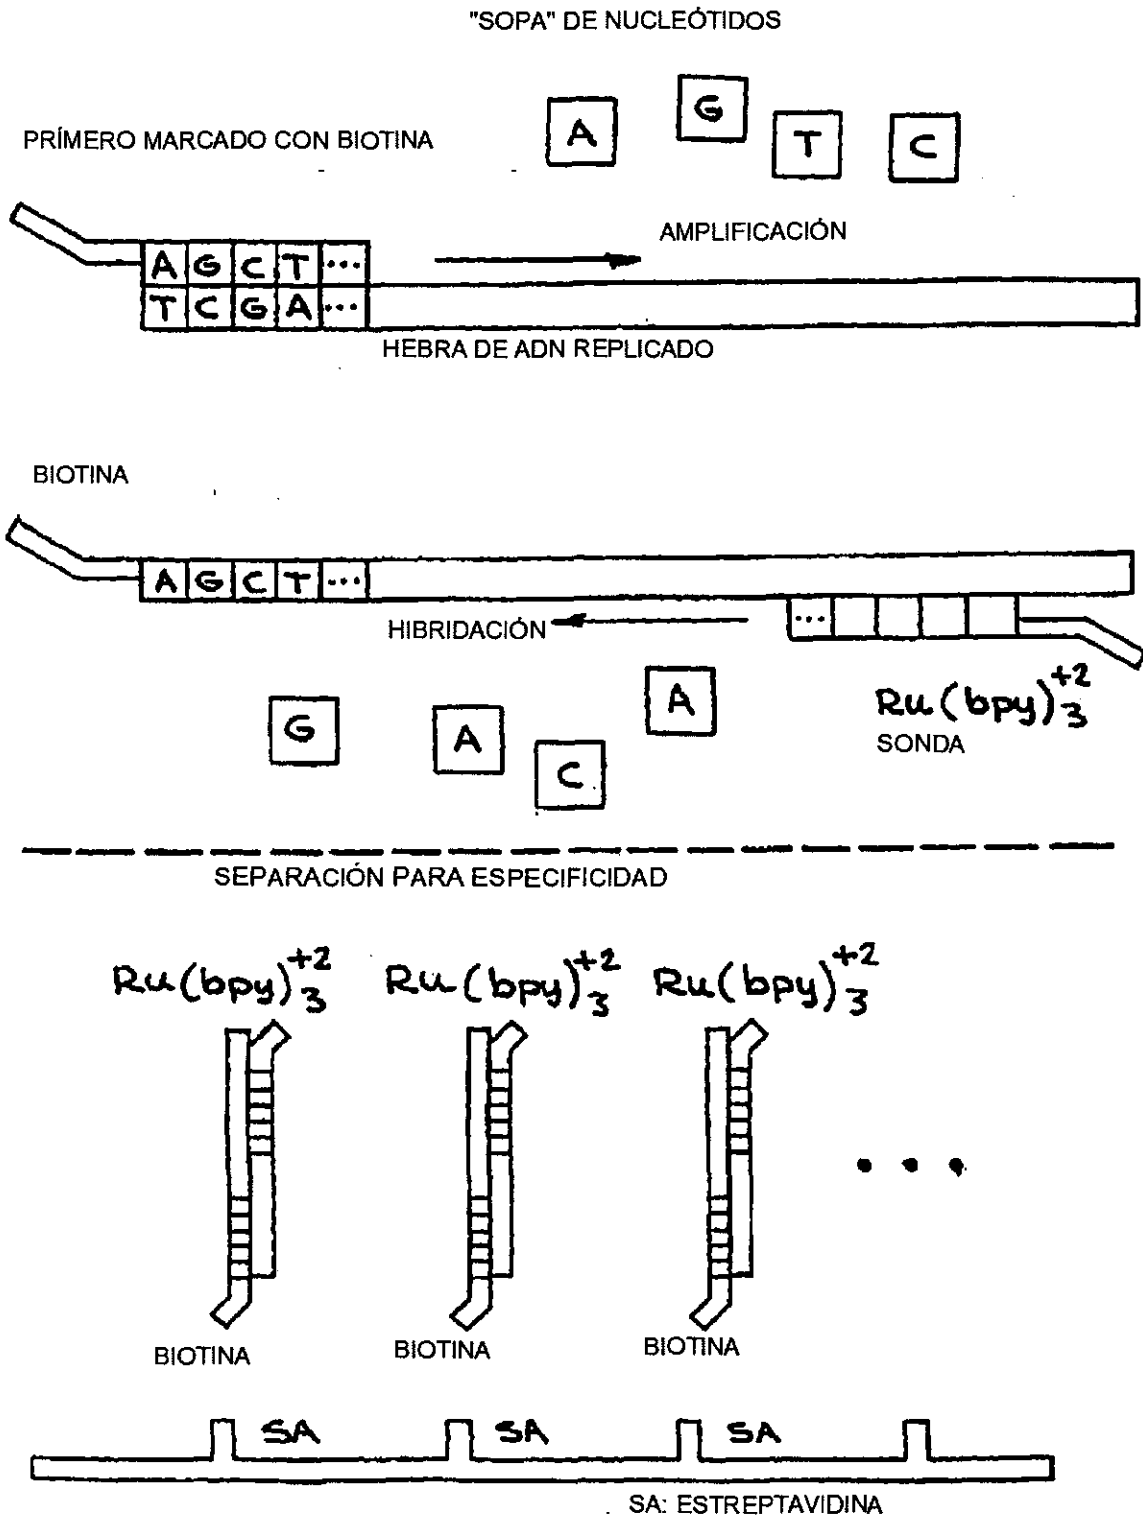 "SOPA" DE NUCLEÓTIDOS
PRÍMERO MARCADO CON BIOTINA
A G T C
AMPLIFICACIÓN
A G C T ...
T C G A ...
HEBRA DE ADN REPLICADO
BIOTINA
A G C T ...
HIBRIDACIÓN
...
G A C A
Ru(bpy)₃⁺²
SONDA
SEPARACIÓN PARA ESPECIFICIDAD
Ru(bpy)₃⁺² Ru(bpy)₃⁺² Ru(bpy)₃⁺²
BIOTINA BIOTINA BIOTINA
SA SA SA
SA: ESTREPTAVIDINA